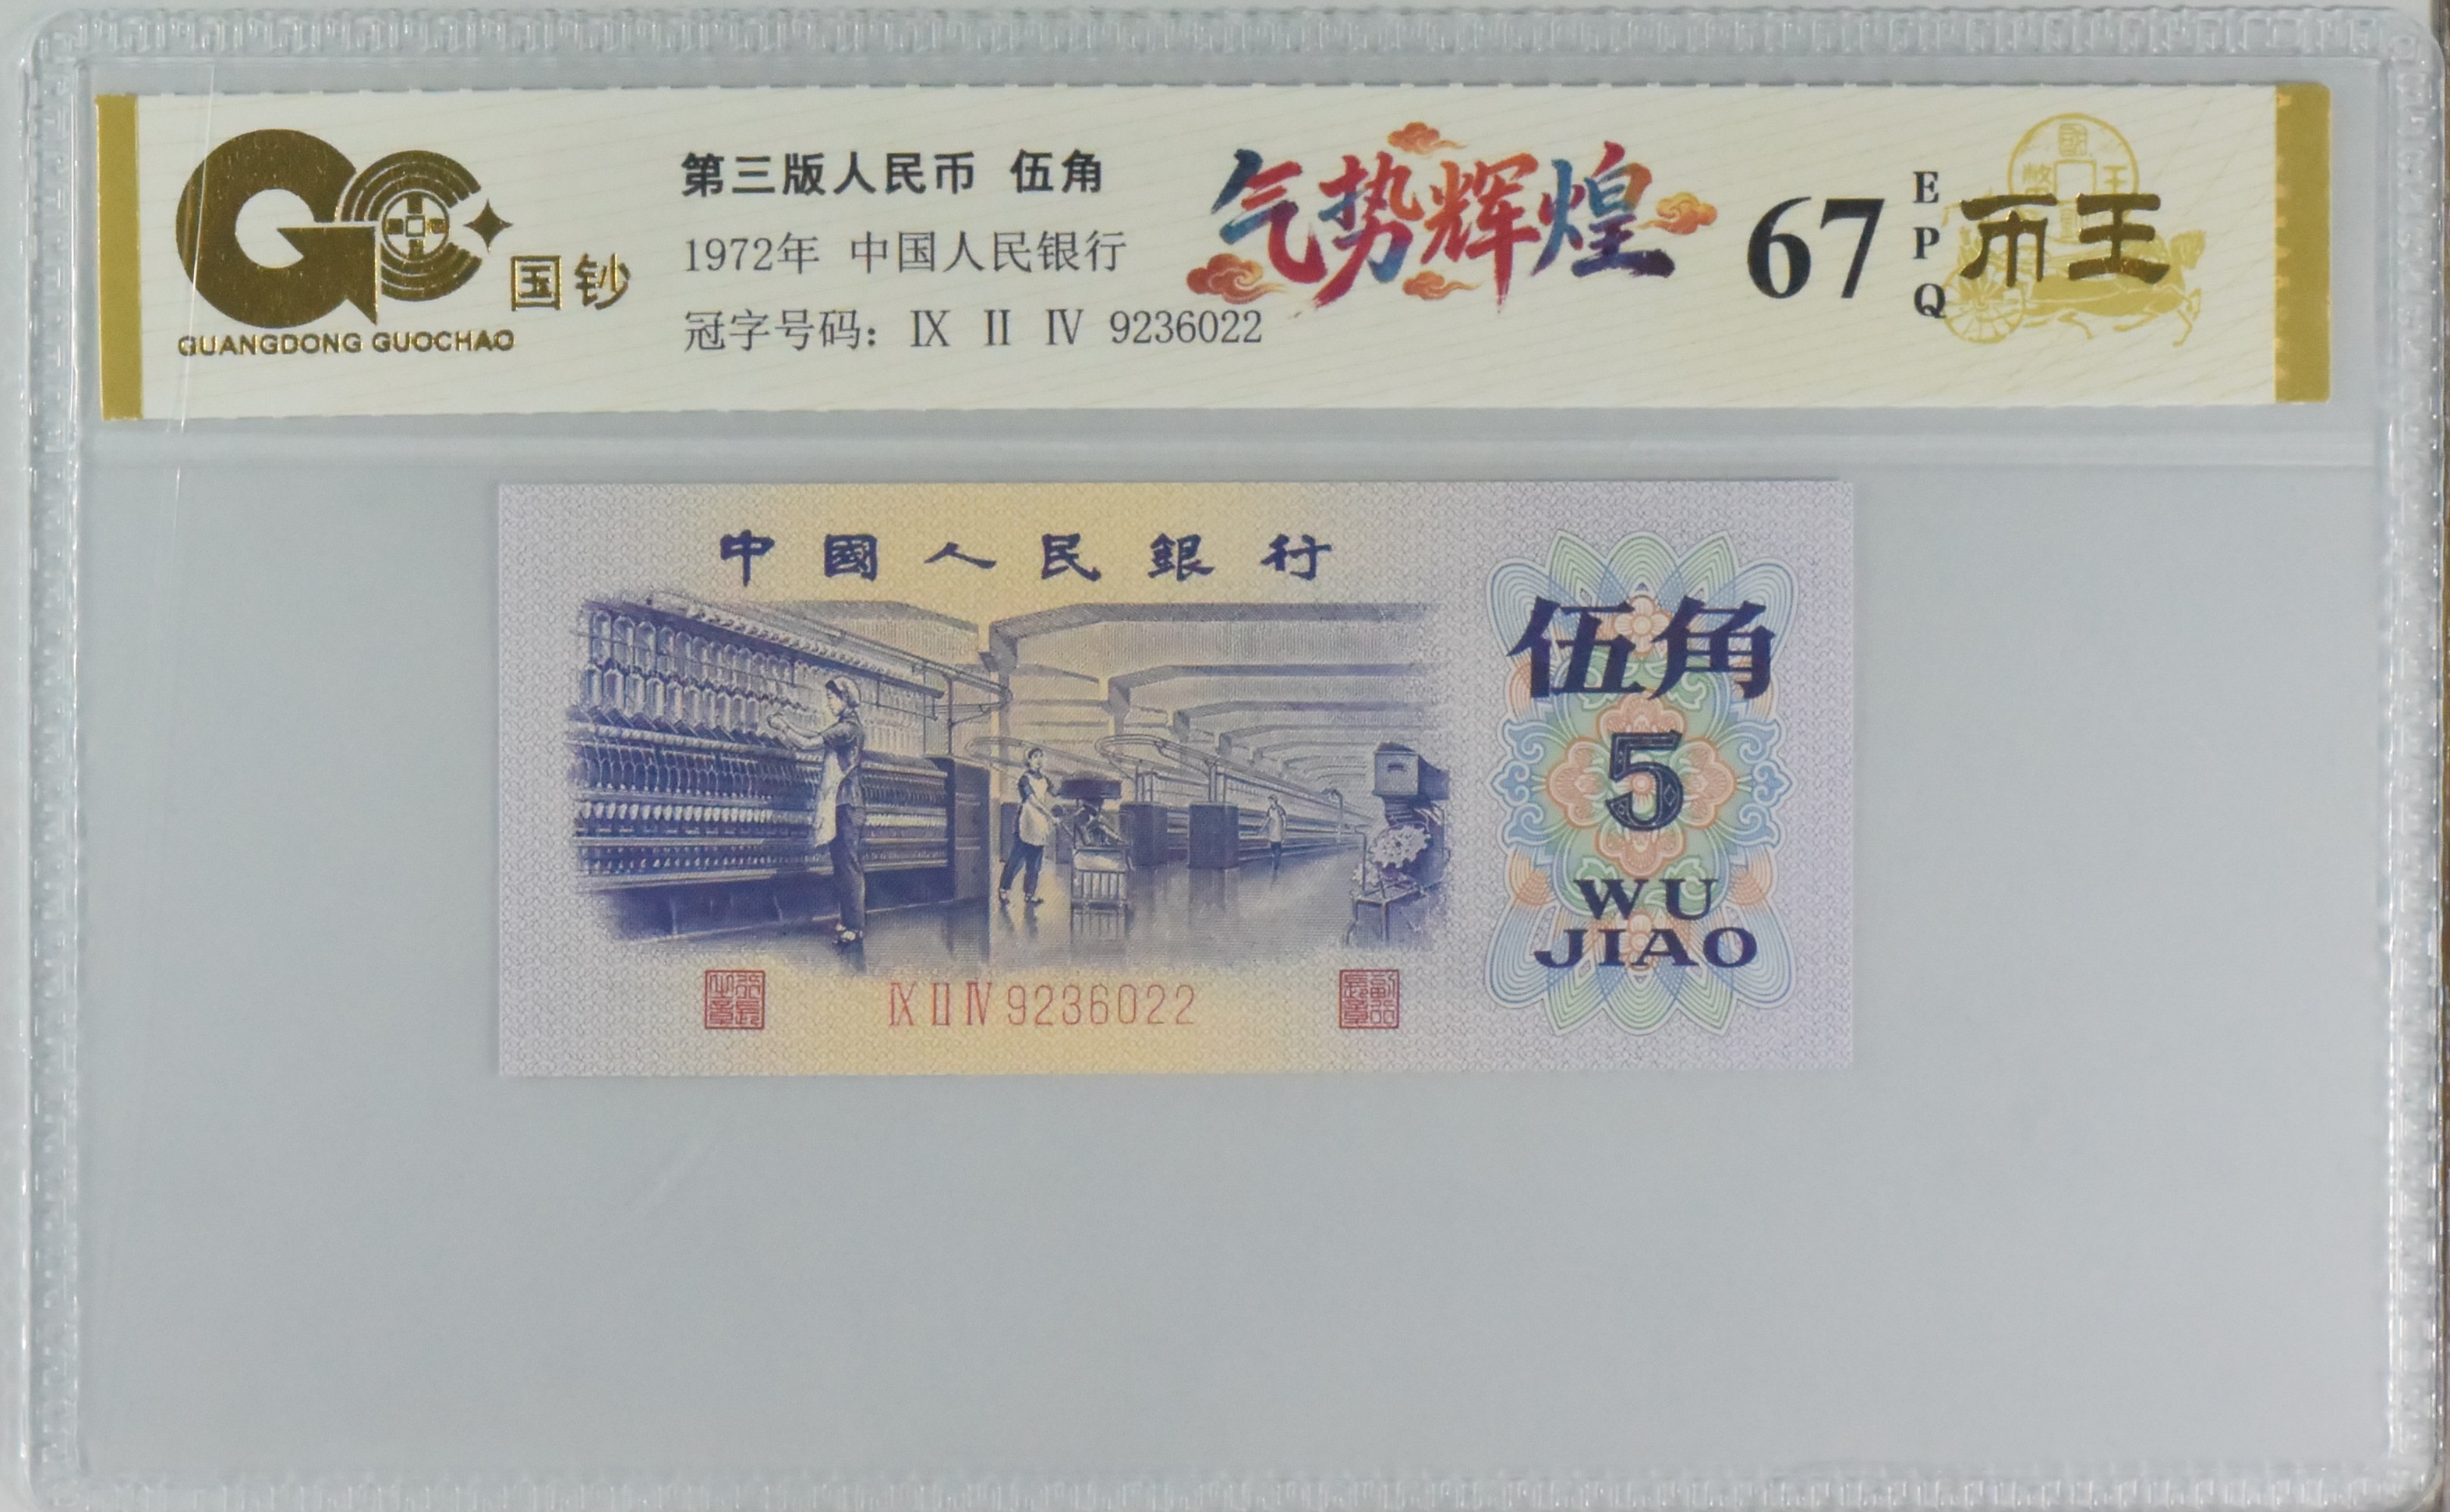 GC
国钞
GUANGDONG GUOCHAO
第三版人民币 伍角
1972年 中国人民银行
冠字号码：Ⅸ Ⅱ Ⅳ 9236022
气势辉煌
67
E
P
Q
币王
中國人民銀行
伍角
5
WU
JIAO
Ⅸ Ⅱ Ⅳ 9236022